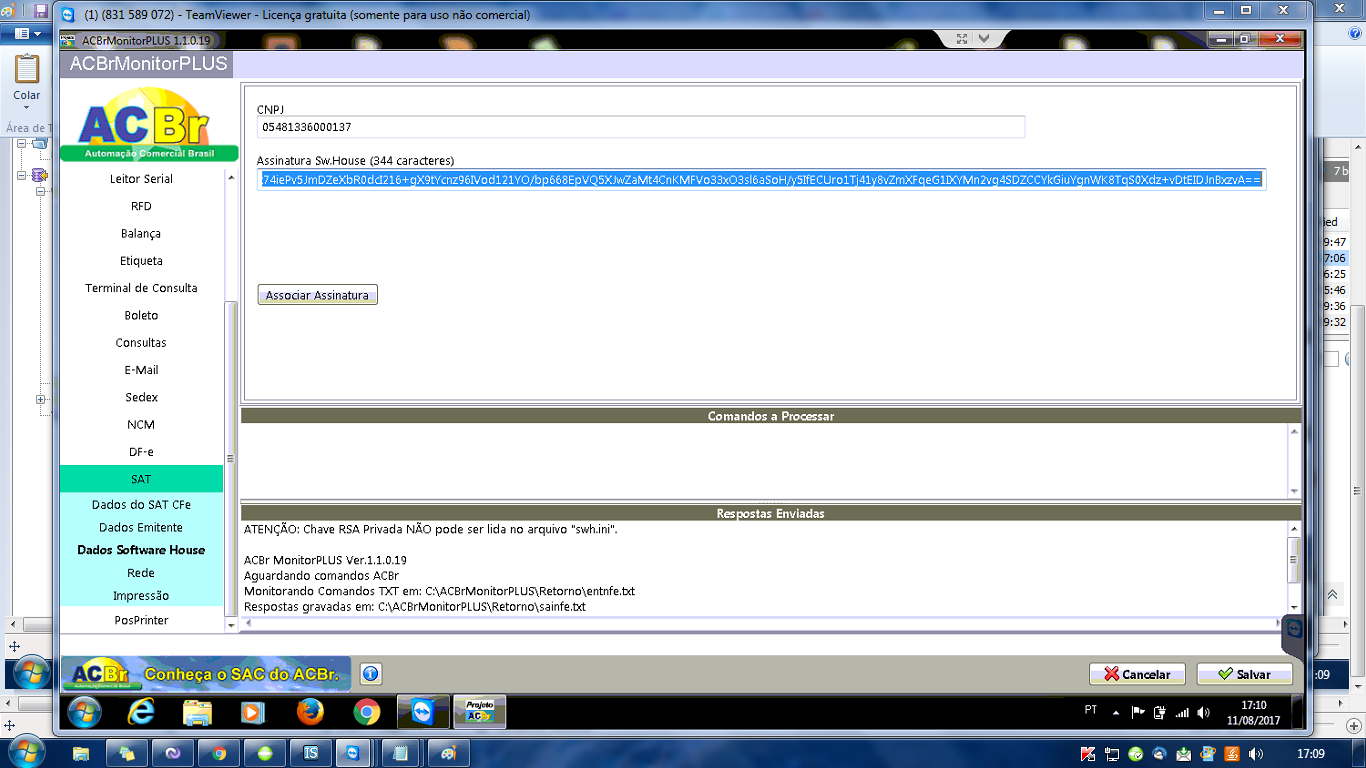 (1) (831 589 072) - TeamViewer - Licença gratuita (somente para uso não comercial)
ACBrMonitorPLUS 1.1.0.19
ACBrMonitorPLUS
Colar
Área de T
ACBr
Automação Comercial Brasil
Leitor Serial
RFD
Balança
Etiqueta
Terminal de Consulta
Boleto
Consultas
E-Mail
Sedex
NCM
DF-e
SAT
Dados do SAT CFe
Dados Emitente
Dados Software House
Rede
Impressão
PosPrinter
CNPJ
05481336000137
Assinatura Sw.House (344 caracteres)
Associar Assinatura
Comandos a Processar
Respostas Enviadas
ATENÇÃO: Chave RSA Privada NÃO pode ser lida no arquivo "swh.ini".
ACBr MonitorPLUS Ver.1.1.0.19
Aguardando comandos ACBr
Monitorando Comandos TXT em: C:\ACBrMonitorPLUS\Retorno\entnfe.txt
Respostas gravadas em: C:\ACBrMonitorPLUS\Retorno\sainfe.txt
7 b
ied
9:47
7:06
6:25
5:46
9:36
9:32
:09
ACBr
Conheça o SAC do ACBr.
Cancelar
Salvar
Projeto
ACBr
PT
17:10
11/08/2017
17:09